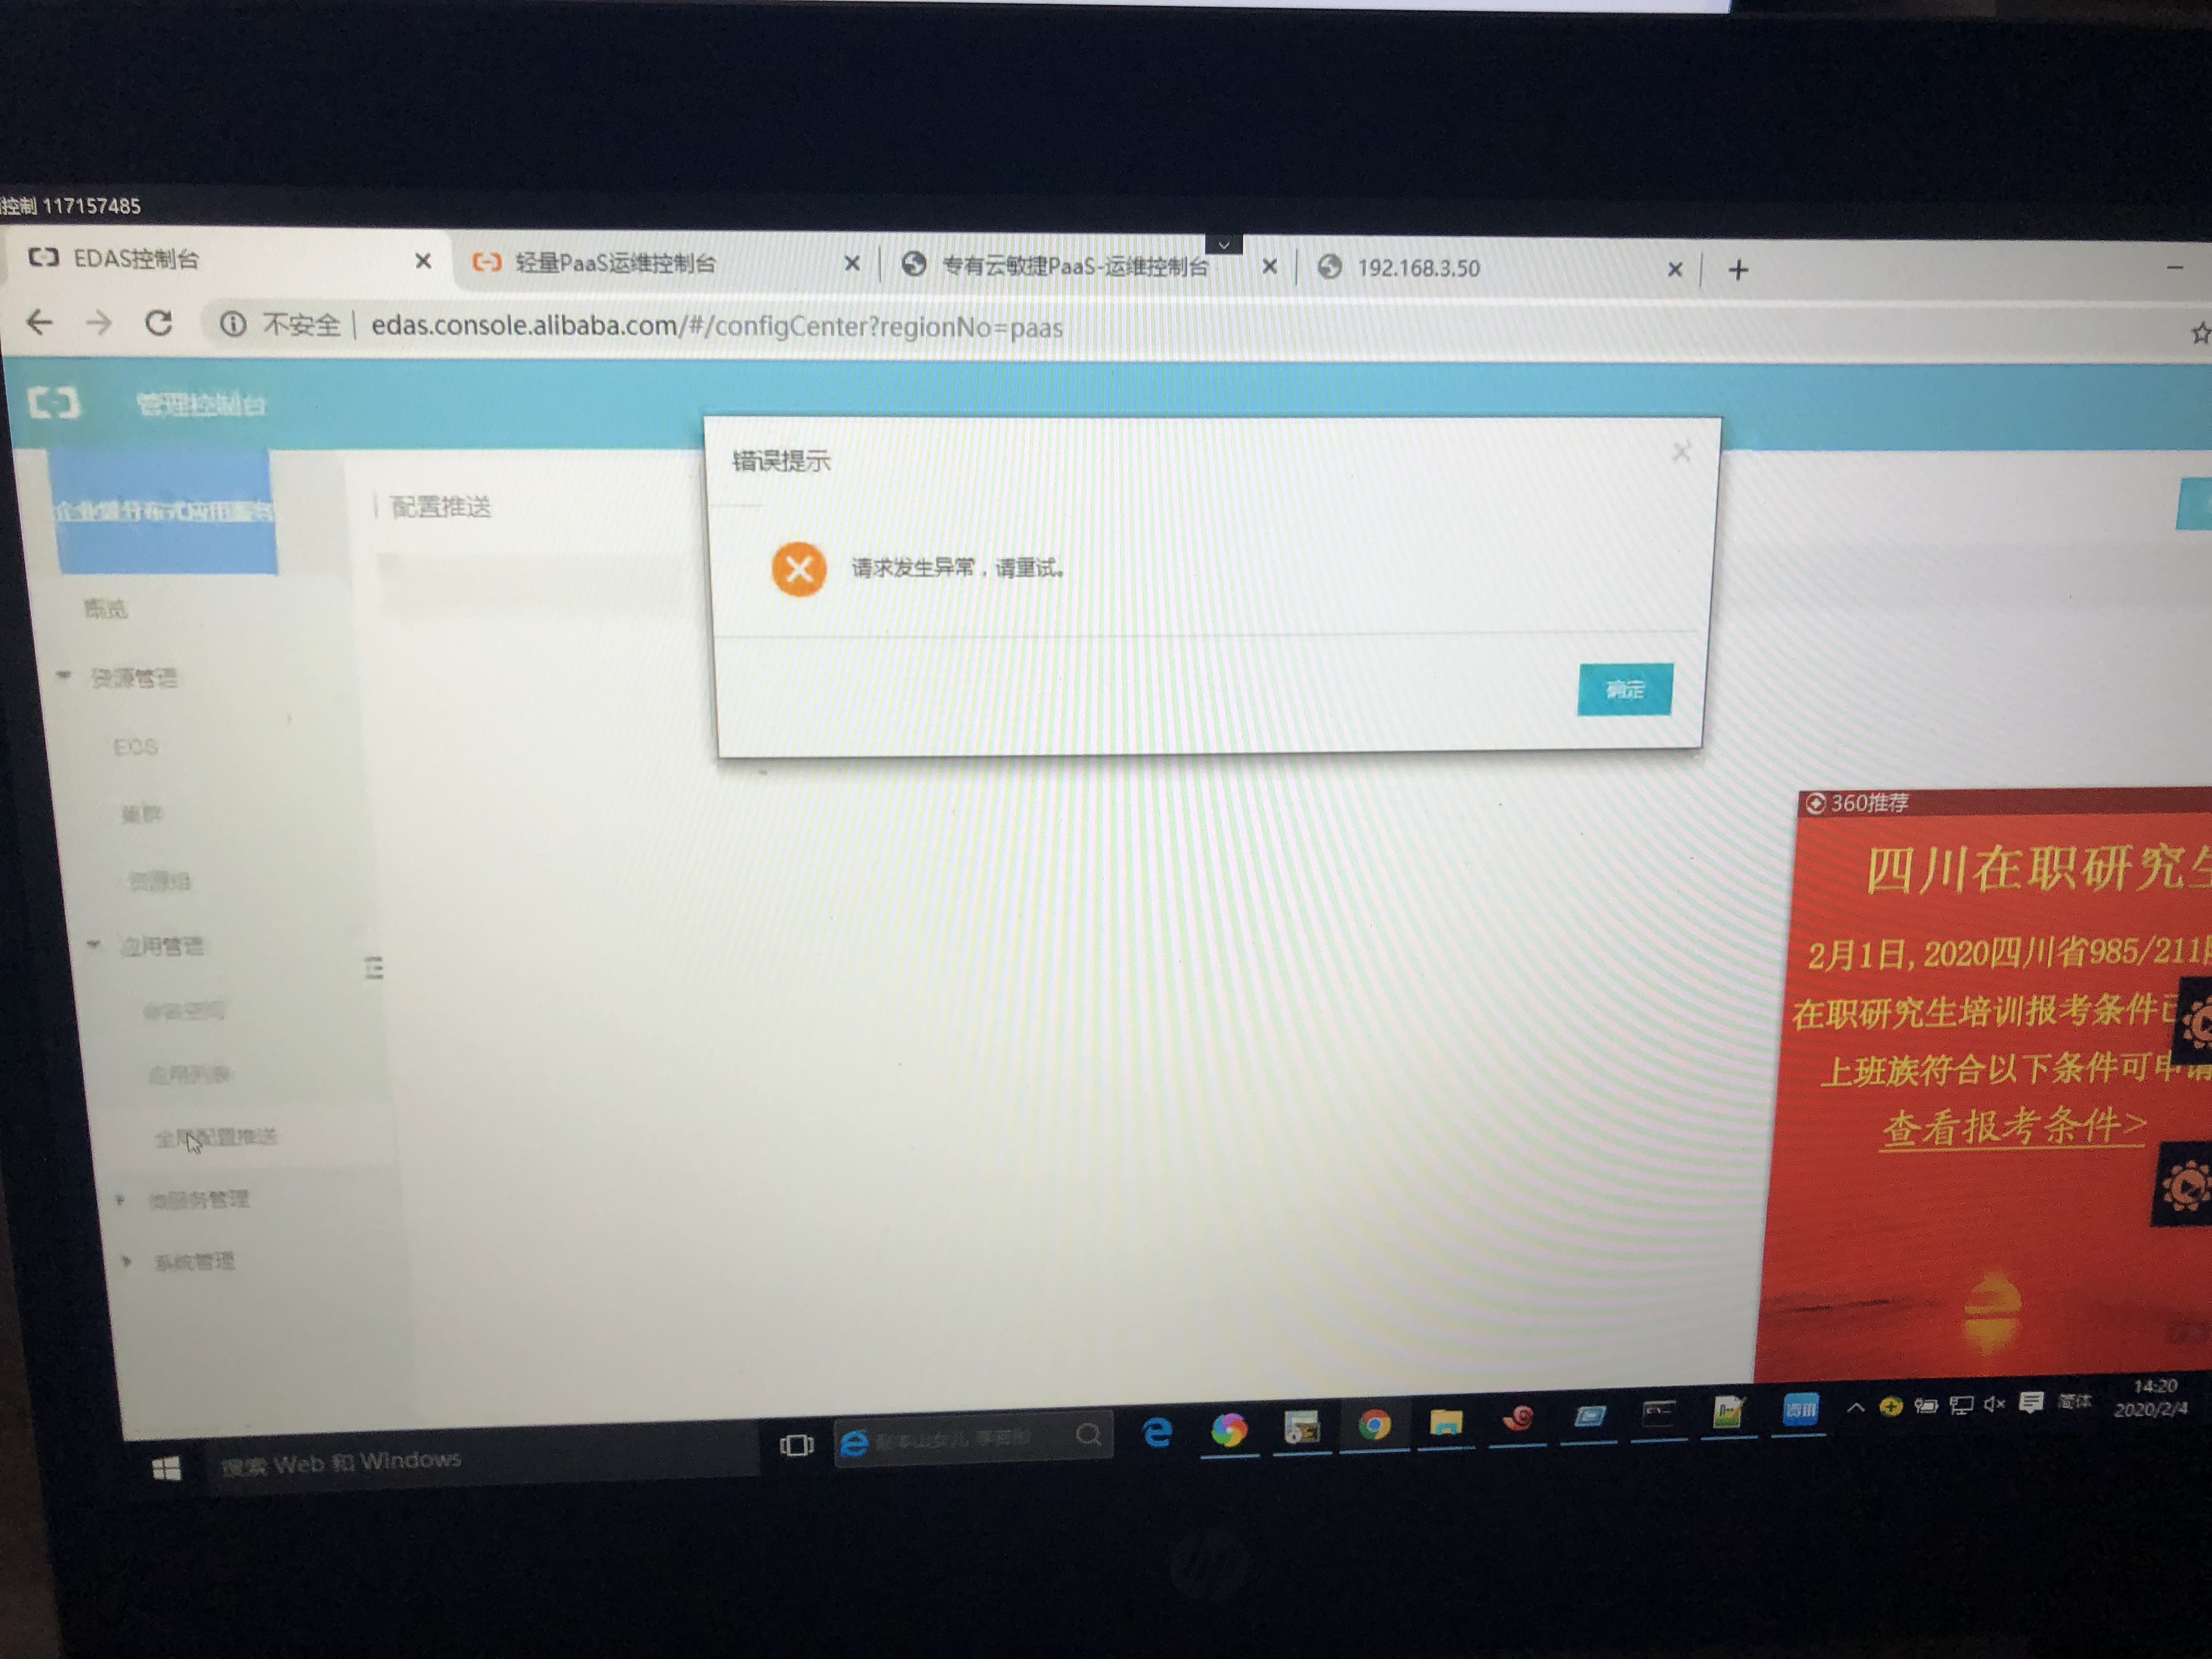 控制 117157485
EDAS控制台
轻量PaaS运维控制台
专有云敏捷PaaS-运维控制台
192.168.3.50
不安全
edas.console.alibaba.com/#/configCenter?regionNo=paas
管理控制台
错误提示
企业级分布式应用服务
配置推送
请求发生异常，请重试。
概览
资源管理
确定
ECS
集群
资源组
360推荐
四川在职研究生
应用管理
2月1日,2020四川省985/211
命名空间
在职研究生培训报考条件已
应用列表
上班族符合以下条件可申请
全局配置推送
查看报考条件>
微服务管理
系统管理
搜索 Web 和 Windows
资讯
简体
14:20
2020/2/4
hp